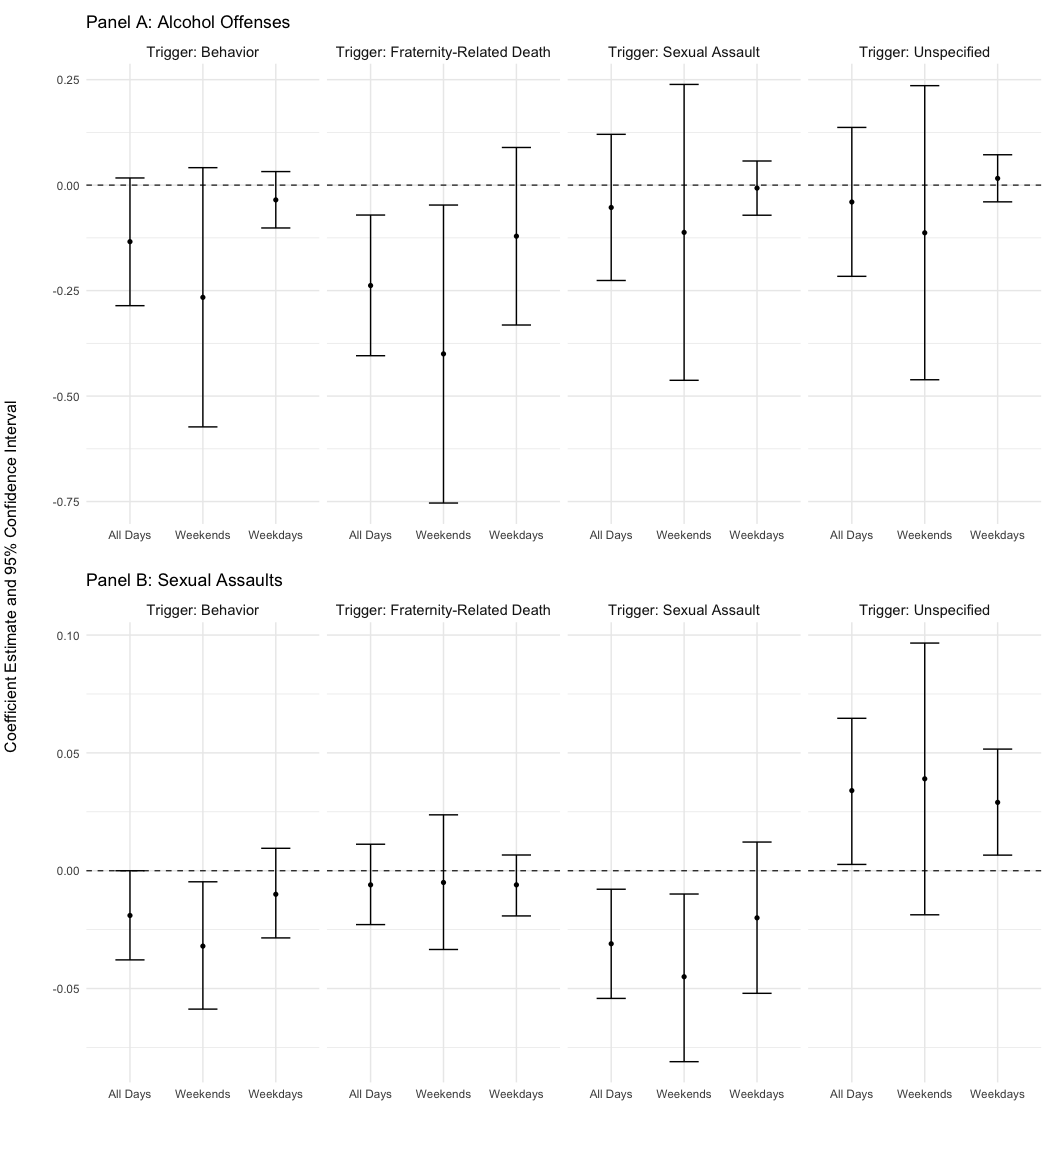 Panel A: Alcohol Offenses
Trigger: Behavior Trigger: Fraternity-Related Death Trigger: Sexual Assault Trigger: Unspecified
0.25
0.00
-0.25
-0.50
-0.75
All Days Weekends Weekdays All Days Weekends Weekdays All Days Weekends Weekdays All Days Weekends Weekdays
Coefficient Estimate and 95% Confidence Interval
Panel B: Sexual Assaults
Trigger: Behavior Trigger: Fraternity-Related Death Trigger: Sexual Assault Trigger: Unspecified
0.10
0.05
0.00
-0.05
All Days Weekends Weekdays All Days Weekends Weekdays All Days Weekends Weekdays All Days Weekends Weekdays